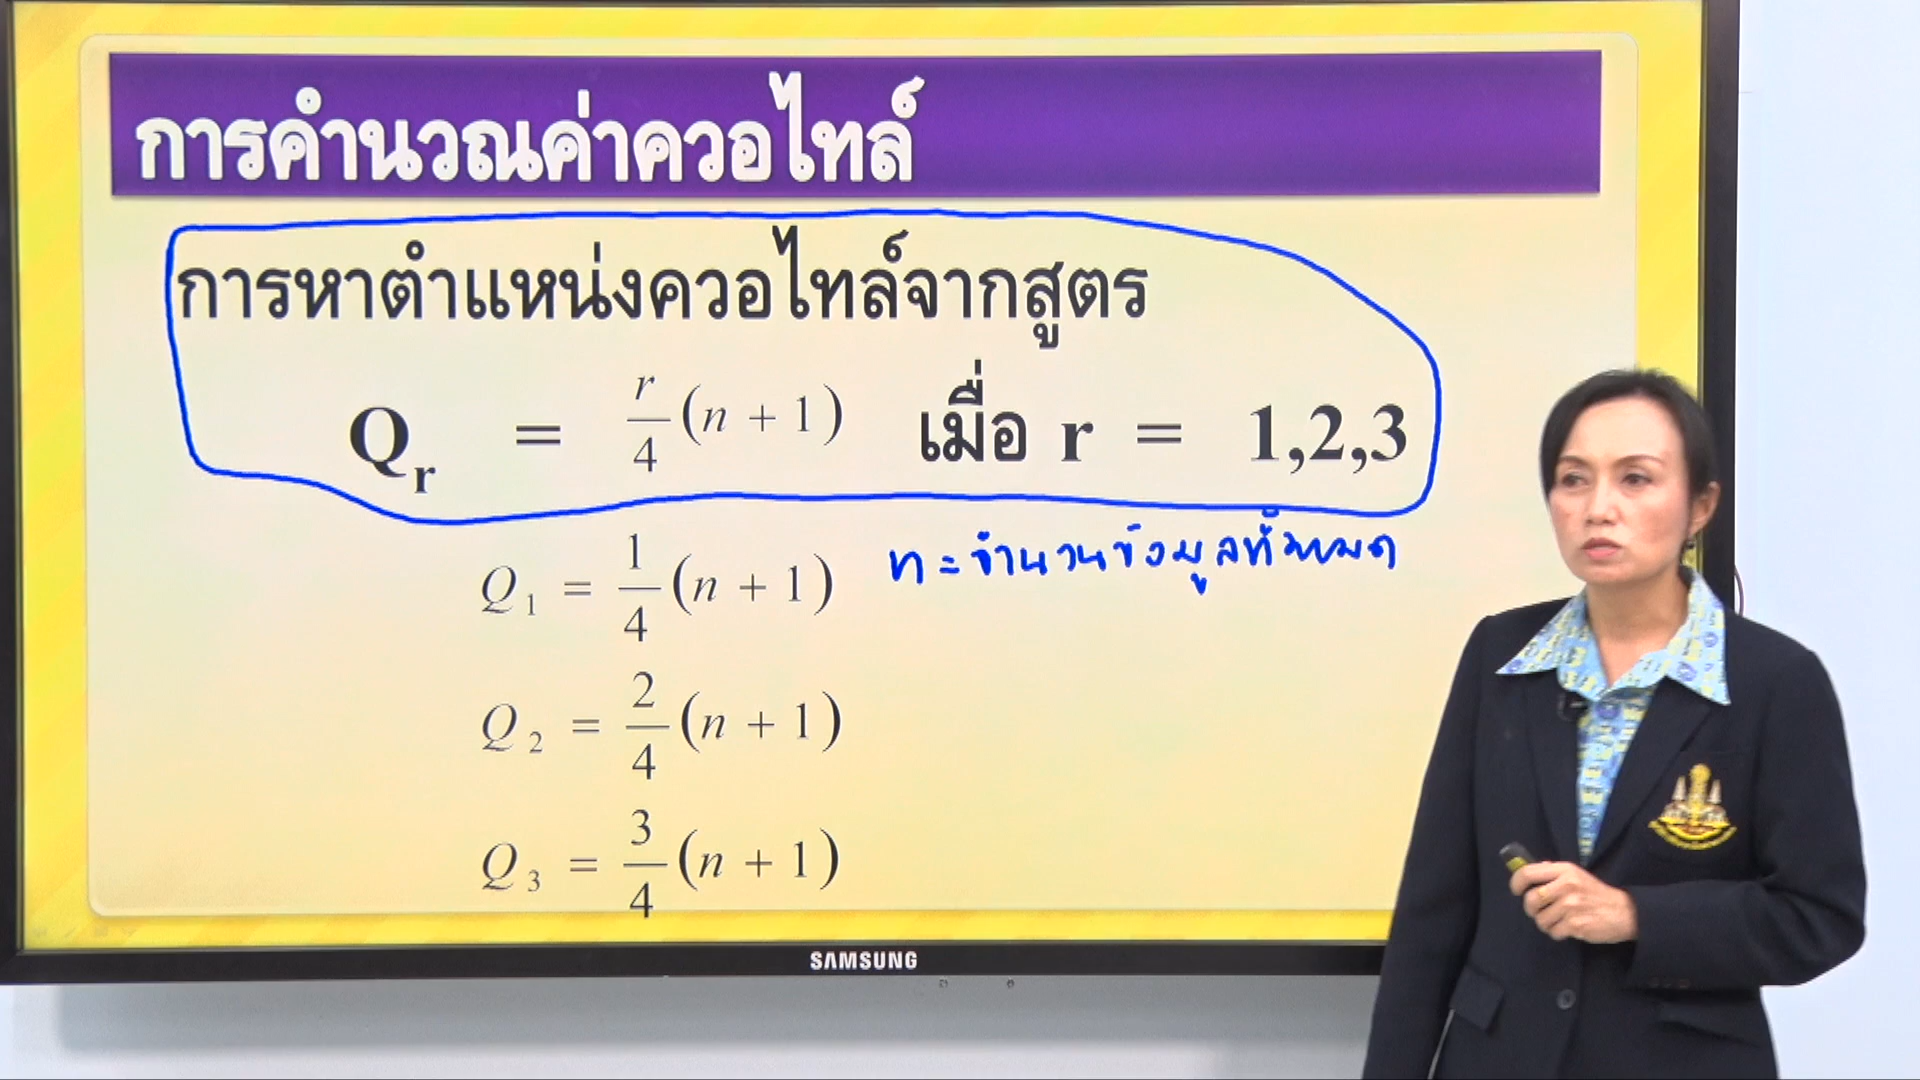 การคำนวณค่าควอไทล์
การหาตำแหน่งควอไทล์จากสูตร
Qr = r/4 (n + 1) เมื่อ r = 1,2,3
Q1 = 1/4 (n + 1) n = จำนวนข้อมูลทั้งหมด
Q2 = 2/4 (n + 1)
Q3 = 3/4 (n + 1)
SAMSUNG